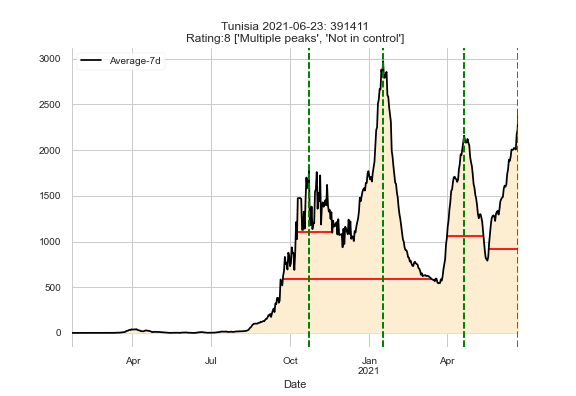 Tunisia 2021-06-23: 391411
Rating:8 ['Multiple peaks', 'Not in control']
Average-7d
3000
2500
2000
1500
1000
500
0
Apr
Jul
Oct
Jan
2021
Apr
Date